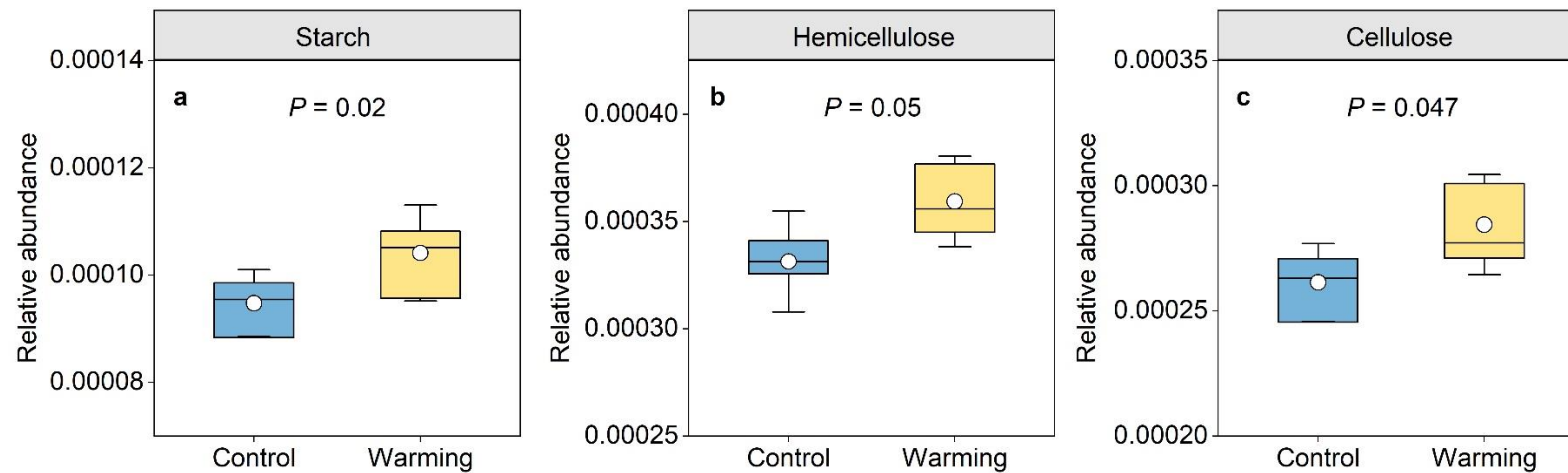 Starch
a
P = 0.02
Relative abundance
0.00014
0.00012
0.00010
0.00008
Control
Warming
Hemicellulose
b
P = 0.05
Relative abundance
0.00040
0.00035
0.00030
0.00025
Control
Warming
Cellulose
c
P = 0.047
Relative abundance
0.00035
0.00030
0.00025
0.00020
Control
Warming